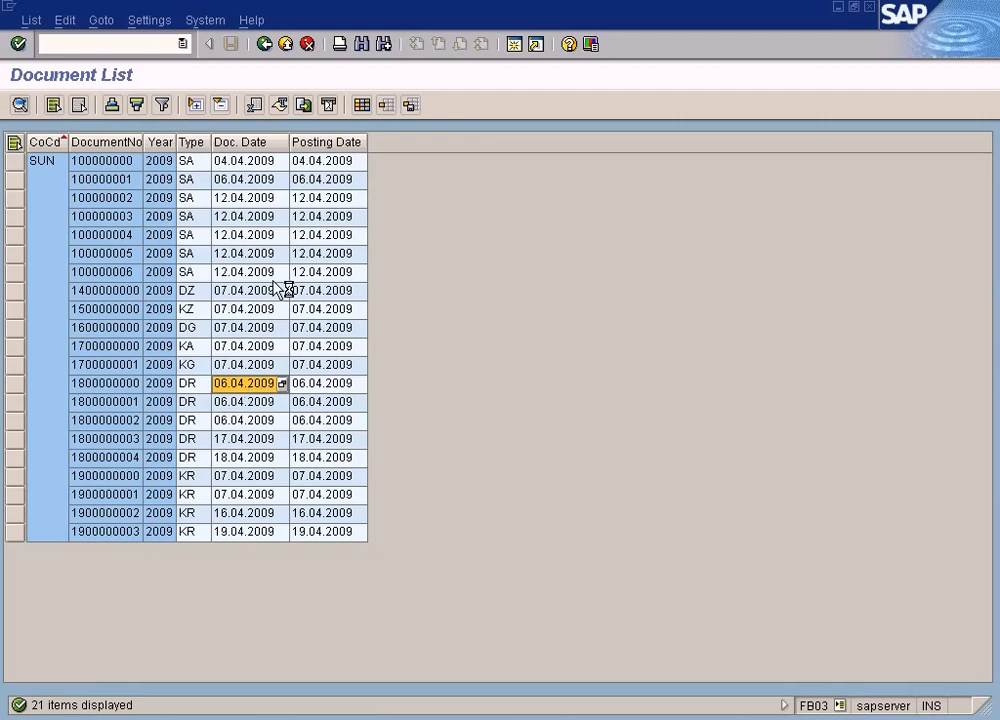 List Edit Goto Settings System Help
SAP
Document List
CoCd DocumentNo Year Type Doc. Date Posting Date
SUN 100000000 2009 SA 04.04.2009 04.04.2009
100000001 2009 SA 06.04.2009 06.04.2009
100000002 2009 SA 12.04.2009 12.04.2009
100000003 2009 SA 12.04.2009 12.04.2009
100000004 2009 SA 12.04.2009 12.04.2009
100000005 2009 SA 12.04.2009 12.04.2009
100000006 2009 SA 12.04.2009 12.04.2009
1400000000 2009 DZ 07.04.2009 07.04.2009
1500000000 2009 KZ 07.04.2009 07.04.2009
1600000000 2009 DG 07.04.2009 07.04.2009
1700000000 2009 KA 07.04.2009 07.04.2009
1700000001 2009 KG 07.04.2009 07.04.2009
1800000000 2009 DR 06.04.2009 06.04.2009
1800000001 2009 DR 06.04.2009 06.04.2009
1800000002 2009 DR 06.04.2009 06.04.2009
1800000003 2009 DR 17.04.2009 17.04.2009
1800000004 2009 DR 18.04.2009 18.04.2009
1900000000 2009 KR 07.04.2009 07.04.2009
1900000001 2009 KR 07.04.2009 07.04.2009
1900000002 2009 KR 16.04.2009 16.04.2009
1900000003 2009 KR 19.04.2009 19.04.2009
21 items displayed FB03 sapserver INS